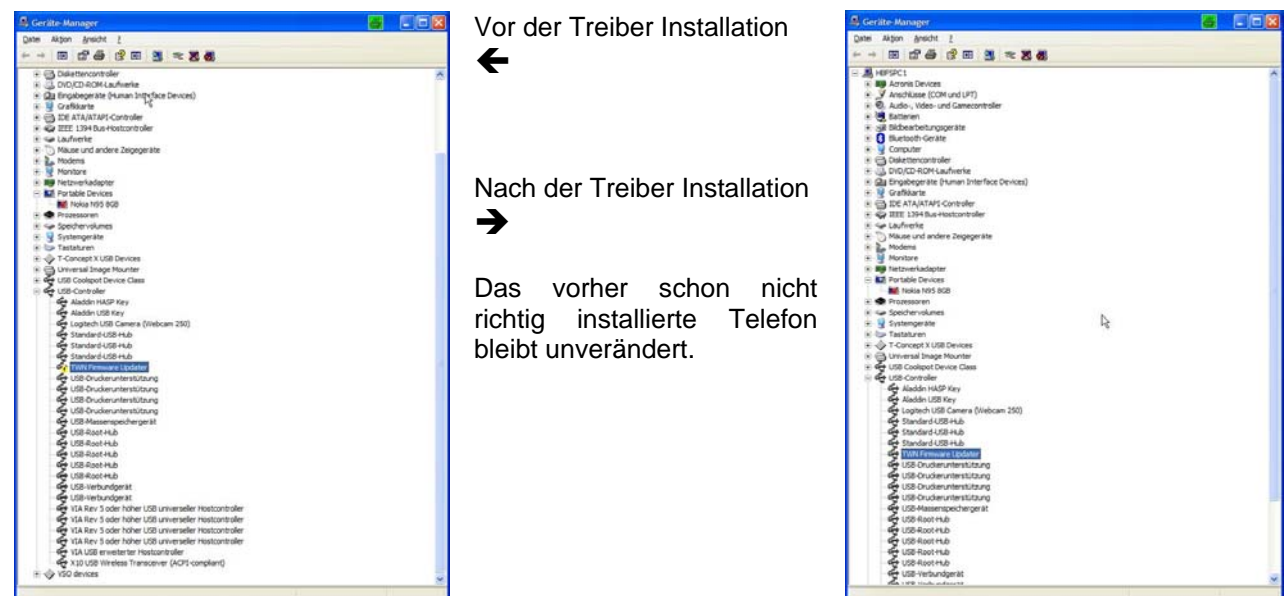 Geräte-Manager
Datei Aktion Ansicht ?
Diskettencontroller
DVD/CD-ROM-Laufwerke
Eingabegeräte (Human Interface Devices)
Grafikkarte
IDE ATA/ATAPI-Controller
IEEE 1394 Bus-Hostcontroller
Laufwerke
Mäuse und andere Zeigegeräte
Modems
Monitore
Netzwerkadapter
Portable Devices
Nokia N95 8GB
Prozessoren
Speichervolumes
Systemgeräte
Tastaturen
T-Concept X USB Devices
Universal Image Mounter
USB Coolspot Device Class
USB-Controller
Aladdin HASP Key
Aladdin USB Key
Logitech USB Camera (Webcam 250)
Standard-USB-Hub
Standard-USB-Hub
Standard-USB-Hub
TWN Firmware Updater
USB-Druckerunterstützung
USB-Druckerunterstützung
USB-Druckerunterstützung
USB-Druckerunterstützung
USB-Massenspeichergerät
USB-Root-Hub
USB-Root-Hub
USB-Root-Hub
USB-Root-Hub
USB-Root-Hub
USB-Verbundgerät
USB-Verbundgerät
VIA Rev 5 oder höher USB universeller Hostcontroller
VIA Rev 5 oder höher USB universeller Hostcontroller
VIA Rev 5 oder höher USB universeller Hostcontroller
VIA Rev 5 oder höher USB universeller Hostcontroller
VIA USB erweiterter Hostcontroller
X10 USB Wireless Transceiver (ACPI-compliant)
VSO devices
Vor der Treiber Installation
🡸
Nach der Treiber Installation
🡺
Das vorher schon nicht
richtig installierte Telefon
bleibt unverändert.
Geräte-Manager
Datei Aktion Ansicht ?
HBFSPC1
Acronis Devices
Anschlüsse (COM und LPT)
Audio-, Video- und Gamecontroller
Batterien
Bildbearbeitungsgeräte
Bluetooth-Geräte
Computer
Diskettencontroller
DVD/CD-ROM-Laufwerke
Eingabegeräte (Human Interface Devices)
Grafikkarte
IDE ATA/ATAPI-Controller
IEEE 1394 Bus-Hostcontroller
Laufwerke
Mäuse und andere Zeigegeräte
Modems
Monitore
Netzwerkadapter
Portable Devices
Nokia N95 8GB
Prozessoren
Speichervolumes
Systemgeräte
Tastaturen
T-Concept X USB Devices
Universal Image Mounter
USB Coolspot Device Class
USB-Controller
Aladdin HASP Key
Aladdin USB Key
Logitech USB Camera (Webcam 250)
Standard-USB-Hub
Standard-USB-Hub
Standard-USB-Hub
TWN Firmware Updater
USB-Druckerunterstützung
USB-Druckerunterstützung
USB-Druckerunterstützung
USB-Druckerunterstützung
USB-Massenspeichergerät
USB-Root-Hub
USB-Root-Hub
USB-Root-Hub
USB-Root-Hub
USB-Root-Hub
USB-Verbundgerät
USB-Verbundgerät